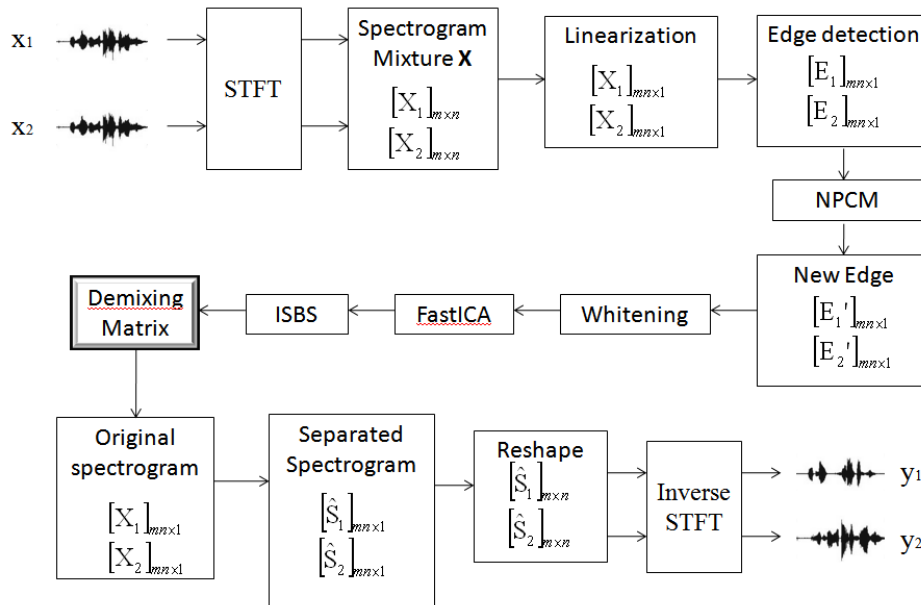 x1
x2
STFT
Spectrogram
Mixture X
[X1]m×n
[X2]m×n
Linearization
[X1]mn×1
[X2]mn×1
Edge detection
[E1]mn×1
[E2]mn×1
NPCM
New Edge
[E1']mn×1
[E2']mn×1
Whitening
FastICA
ISBS
Demixing
Matrix
Original
spectrogram
[X1]mn×1
[X2]mn×1
Separated
Spectrogram
[Ŝ1]mn×1
[Ŝ2]mn×1
Reshape
[Ŝ1]m×n
[Ŝ2]m×n
Inverse
STFT
y1
y2